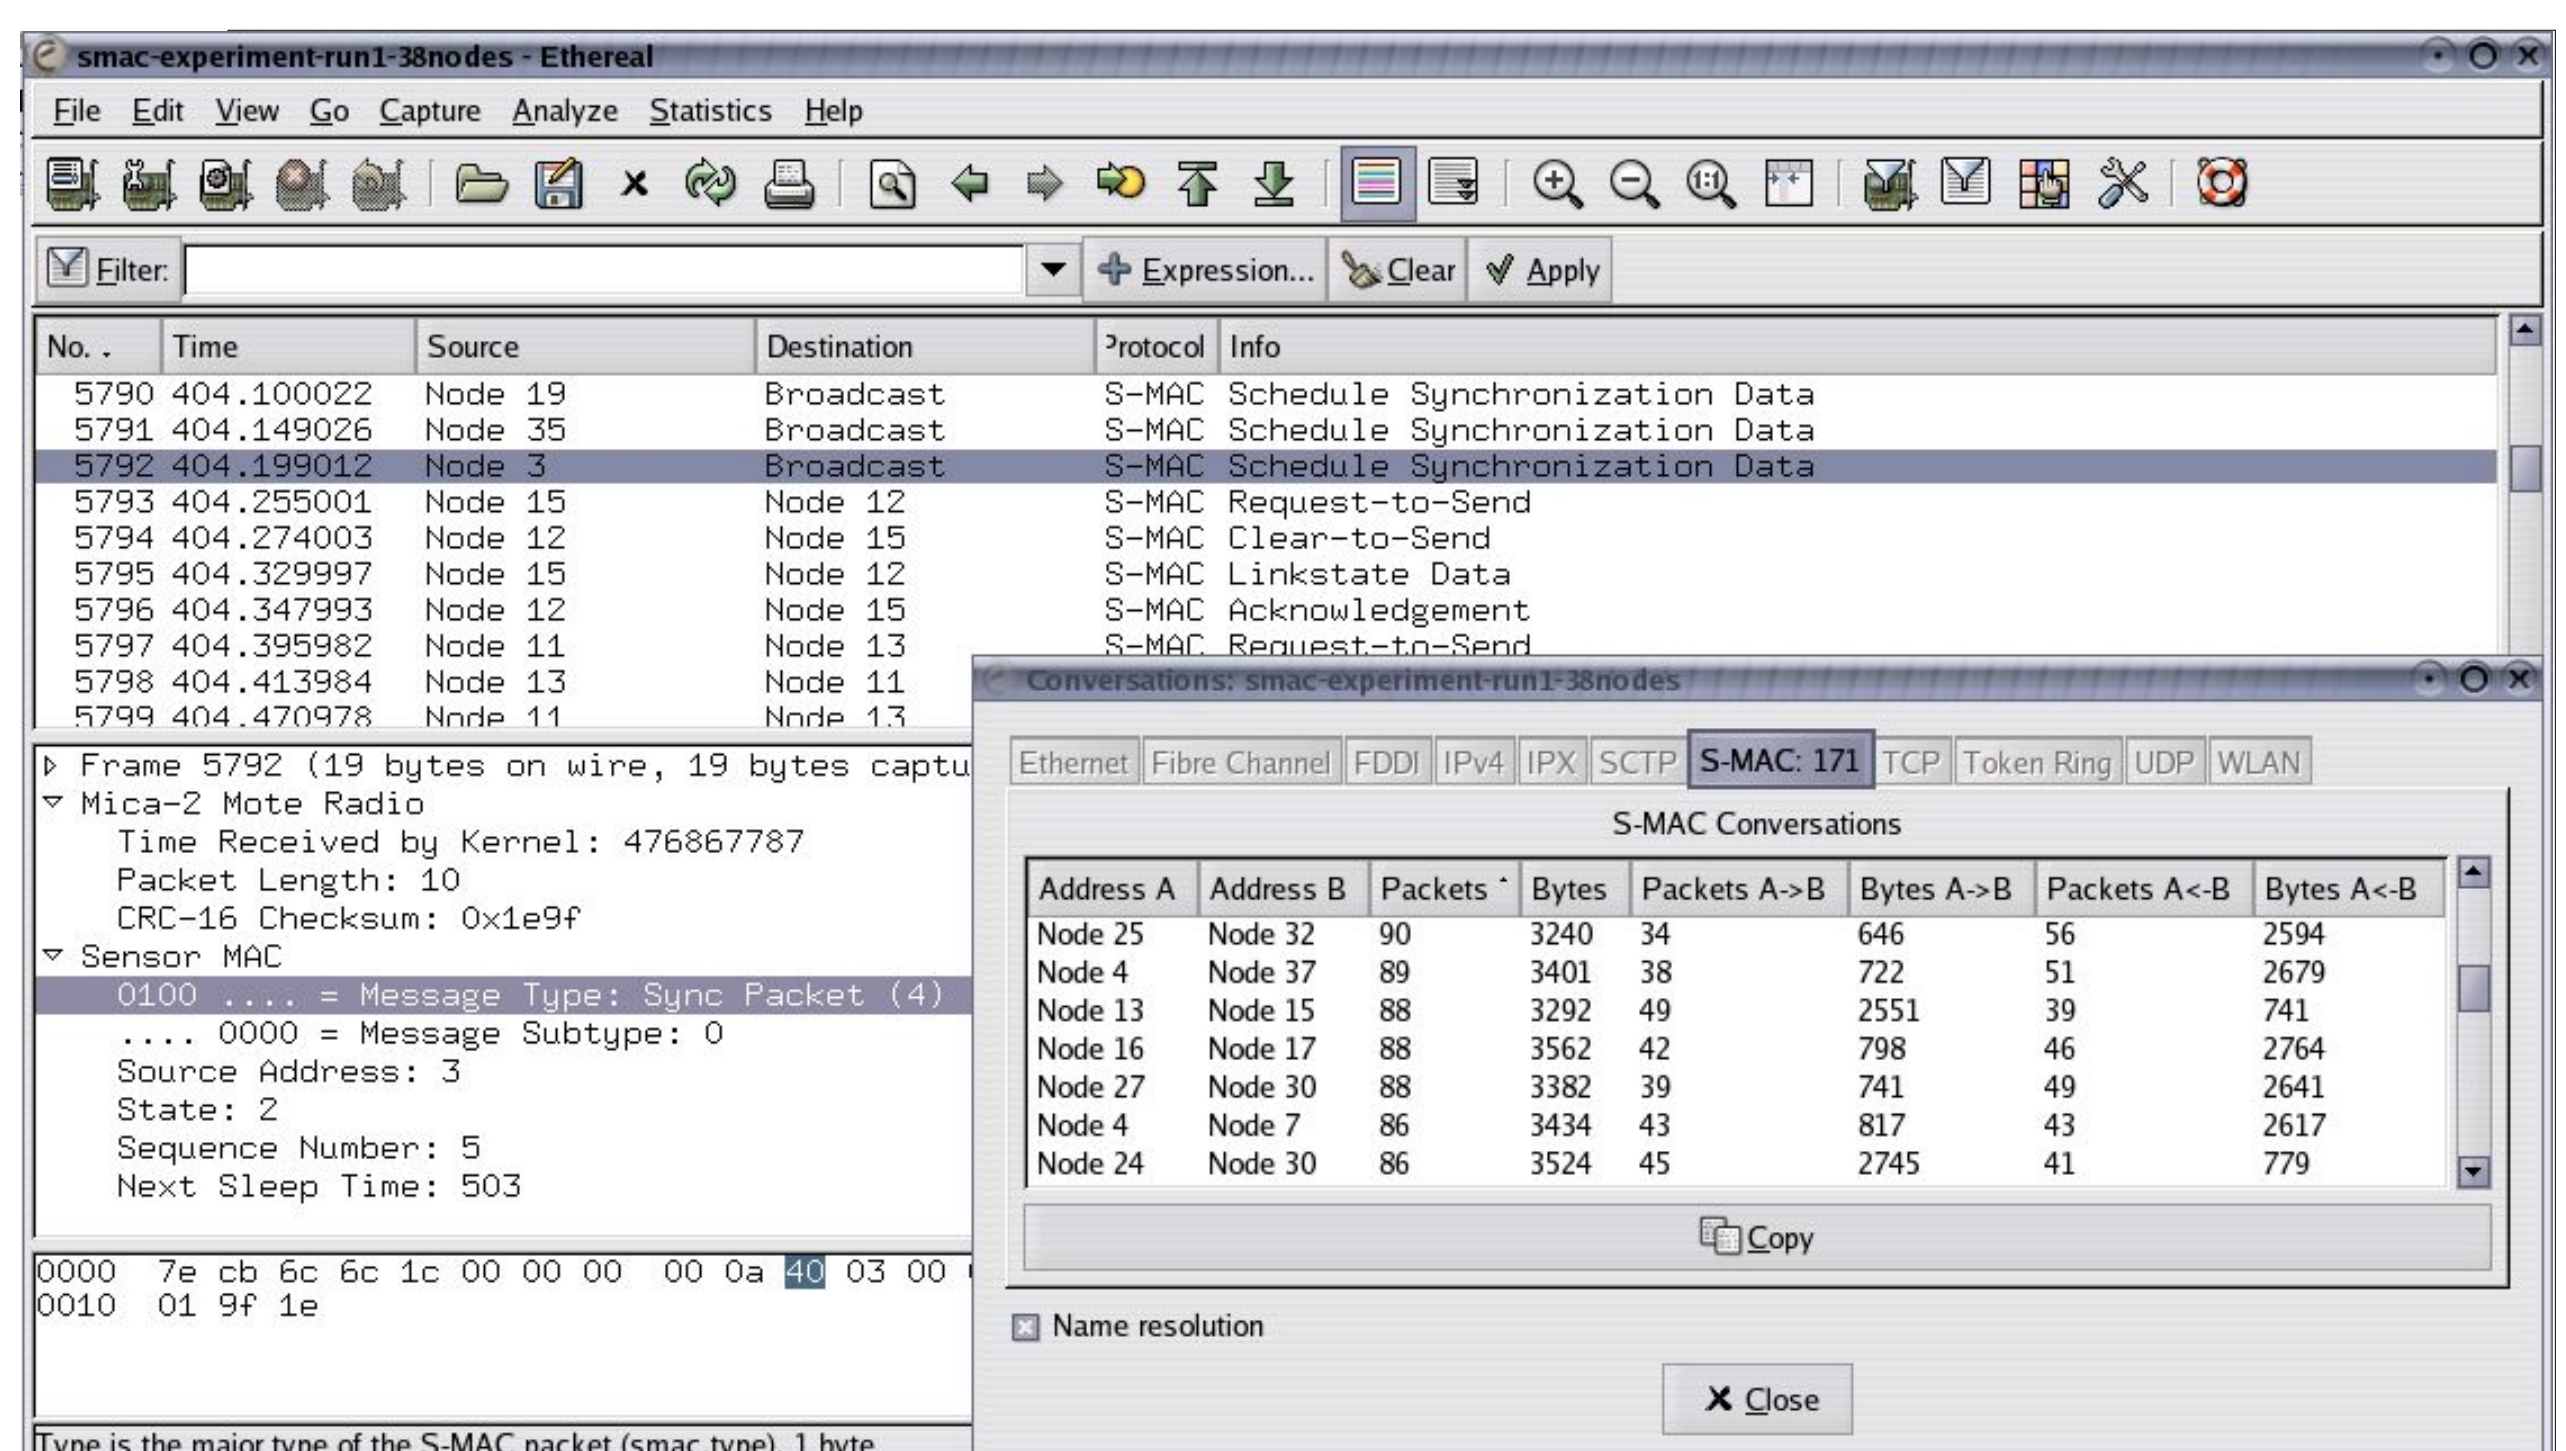 smac-experiment-run1-38nodes - Ethereal
File Edit View Go Capture Analyze Statistics Help
Filter: Expression... Clear Apply
No. . Time Source Destination Protocol Info
5790 404.100022 Node 19 Broadcast S-MAC Schedule Synchronization Data
5791 404.149026 Node 35 Broadcast S-MAC Schedule Synchronization Data
5792 404.199012 Node 3 Broadcast S-MAC Schedule Synchronization Data
5793 404.255001 Node 15 Node 12 S-MAC Request-to-Send
5794 404.274003 Node 12 Node 15 S-MAC Clear-to-Send
5795 404.329997 Node 15 Node 12 S-MAC Linkstate Data
5796 404.347993 Node 12 Node 15 S-MAC Acknowledgement
5797 404.395982 Node 11 Node 13 S-MAC Request-to-Send
5798 404.413984 Node 13 Node 11
5799 404.470978 Node 11 Node 13
Frame 5792 (19 bytes on wire, 19 bytes captu
Mica-2 Mote Radio
Time Received by Kernel: 476867787
Packet Length: 10
CRC-16 Checksum: 0x1e9f
Sensor MAC
0100 .... = Message Type: Sync Packet (4)
.... 0000 = Message Subtype: 0
Source Address: 3
State: 2
Sequence Number: 5
Next Sleep Time: 503
0000 7e cb 6c 6c 1c 00 00 00 00 0a 40 03 00
0010 01 9f 1e
Type is the major type of the S-MAC packet (smac.type), 1 byte
Conversations: smac-experiment-run1-38nodes
Ethernet Fibre Channel FDDI IPv4 IPX SCTP S-MAC: 171 TCP Token Ring UDP WLAN
S-MAC Conversations
Address A Address B Packets Bytes Packets A->B Bytes A->B Packets A<-B Bytes A<-B
Node 25 Node 32 90 3240 34 646 56 2594
Node 4 Node 37 89 3401 38 722 51 2679
Node 13 Node 15 88 3292 49 2551 39 741
Node 16 Node 17 88 3562 42 798 46 2764
Node 27 Node 30 88 3382 39 741 49 2641
Node 4 Node 7 86 3434 43 817 43 2617
Node 24 Node 30 86 3524 45 2745 41 779
Copy
Name resolution
Close